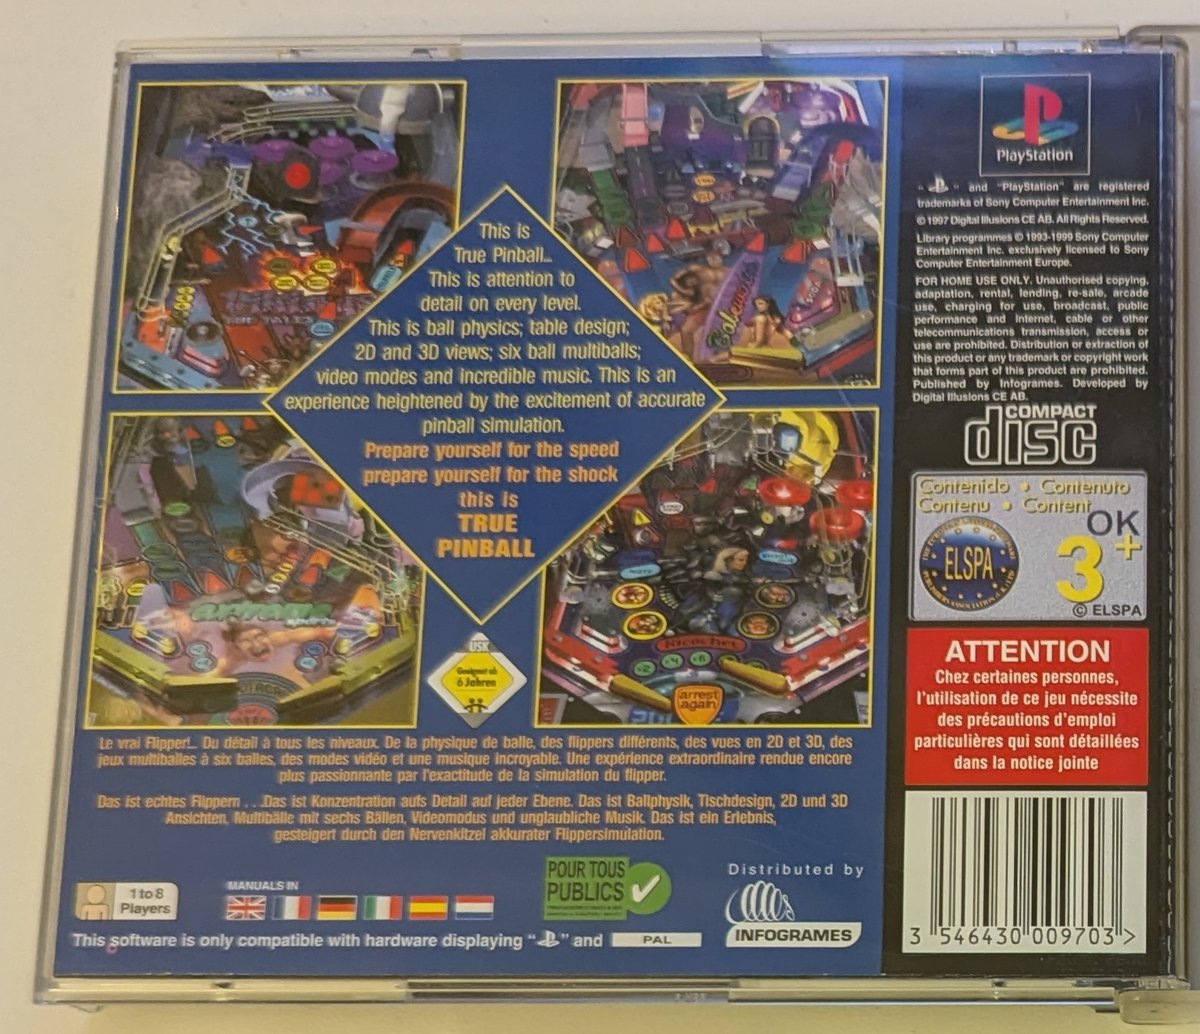 This is
True Pinball...
This is attention to
detail on every level.
This is ball physics; table design;
2D and 3D views; six ball multiballs;
video modes and incredible music. This is an
experience heightened by the excitement of accurate
pinball simulation.
Prepare yourself for the speed
prepare yourself for the shock
this is
TRUE
PINBALL
THE TALES
Babewatch
Ricochet
+2 +4 +6
arrest
again
USK
Geeignet ab
6 Jahren
Le vrai Flipper!... Du détail à tous les niveaux. De la physique de balle, des flippers différents, des vues en 2D et 3D, des
jeux multiballes à six balles, des modes vidéo et une musique incroyable. Une expérience extraordinaire rendue encore
plus passionnante par l'exactitude de la simulation du flipper.
Das ist echtes Flippern . . .Das ist Konzentration aufs Detail auf jeder Ebene. Das ist Ballphysik, Tischdesign, 2D und 3D
Ansichten, Multibälle mit sechs Bällen, Videomodus und unglaubliche Musik. Das ist ein Erlebnis,
gesteigert durch den Nervenkitzel akkurater Flippersimulation.
1 to 8
Players
MANUALS IN
POUR TOUS
PUBLICS
Distributed by
INFOGRAMES
This software is only compatible with hardware displaying " " and PAL
PlayStation
" " and "PlayStation" are registered
trademarks of Sony Computer Entertainment Inc.
© 1997 Digital Illusions CE AB. All Rights Reserved.
Library programmes © 1993-1999 Sony Computer
Entertainment Inc. exclusively licensed to Sony
Computer Entertainment Europe.
FOR HOME USE ONLY. Unauthorised copying,
adaptation, rental, lending, re-sale, arcade
use, charging for use, broadcast, public
performance and Internet, cable or other
telecommunications transmission, access or
use are prohibited. Distribution or extraction of
this product or any trademark or copyright work
that forms part of this product are prohibited.
Published by Infogrames. Developed by
Digital Illusions CE AB.
COMPACT
disc
Contenido • Contenuto
Contenu • Content
OK
3+
ELSPA
© ELSPA
ATTENTION
Chez certaines personnes,
l'utilisation de ce jeu nécessite
des précautions d'emploi
particulières qui sont détaillées
dans la notice jointe
3 546430 009703 >